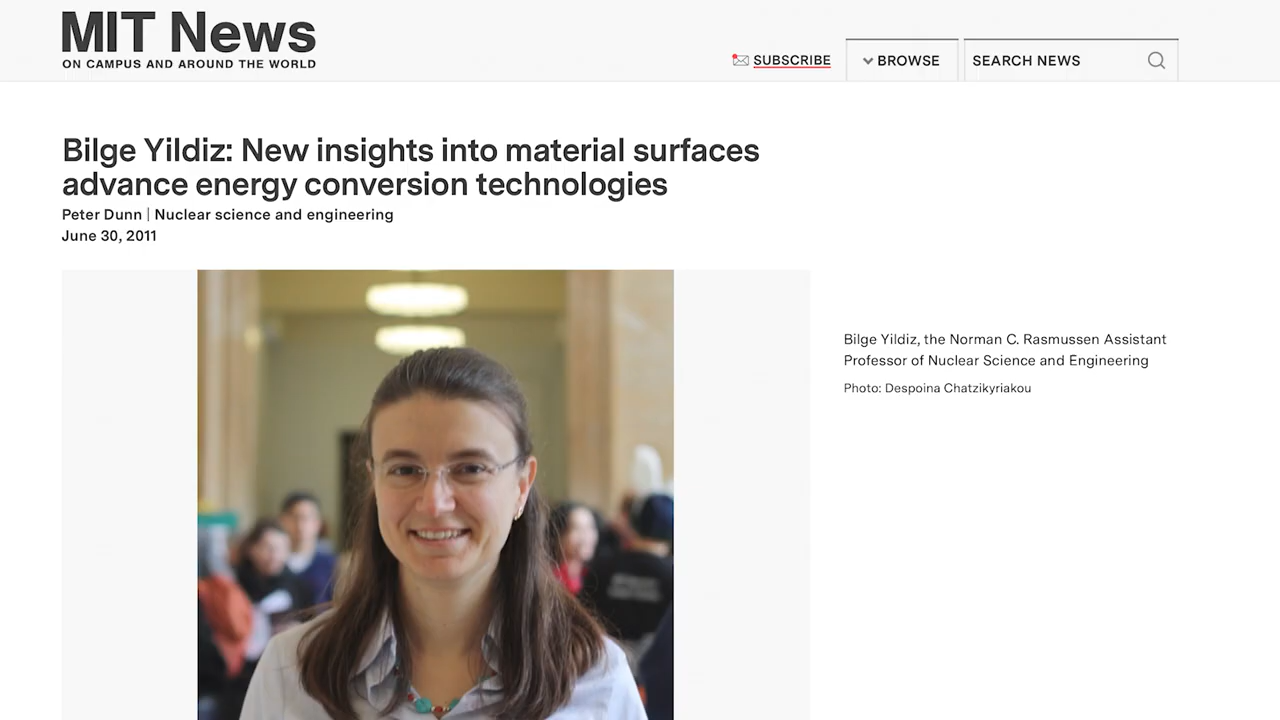 MIT News
ON CAMPUS AND AROUND THE WORLD
SUBSCRIBE
BROWSE
SEARCH NEWS
Bilge Yildiz: New insights into material surfaces
advance energy conversion technologies
Peter Dunn | Nuclear science and engineering
June 30, 2011
Bilge Yildiz, the Norman C. Rasmussen Assistant
Professor of Nuclear Science and Engineering
Photo: Despoina Chatzikyriakou